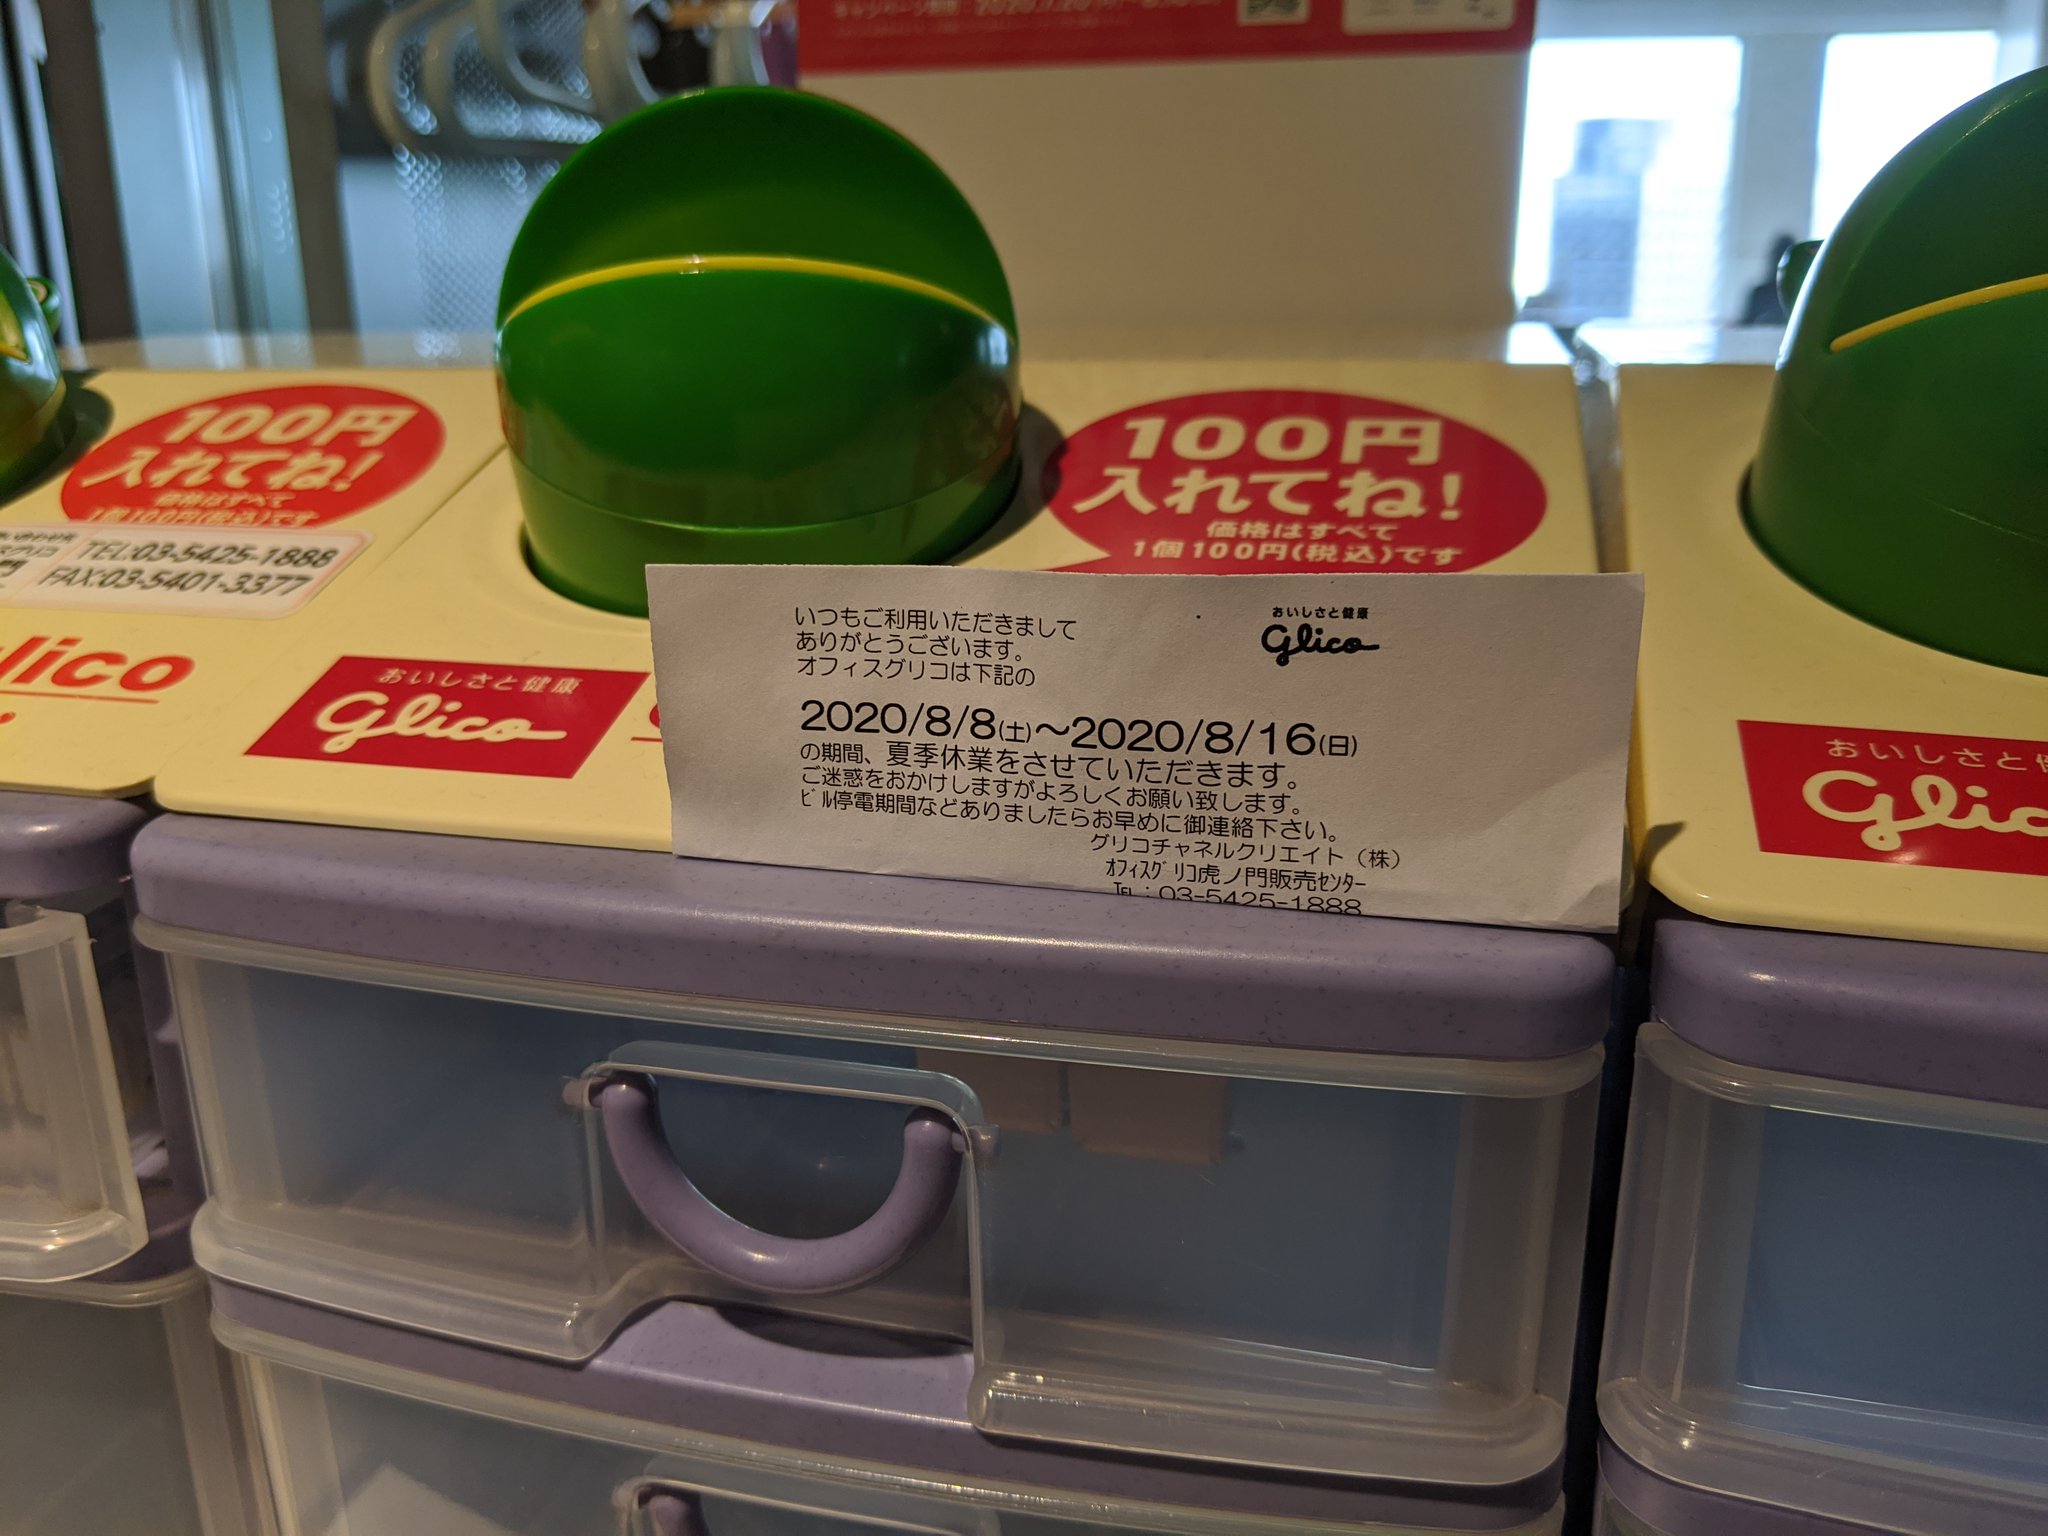 100円
入れてね！
価格はすべて
1個100円(税込)です
TEL:03-5425-1888
FAX:03-5401-3377
おいしさと健康
Glico
100円
入れてね！
価格はすべて
1個100円(税込)です
いつもご利用いただきまして
ありがとうございます。
オフィスグリコは下記の
おいしさと健康
Glico
2020/8/8(土)～2020/8/16(日)
の期間、夏季休業をさせていただきます。
ご迷惑をおかけしますがよろしくお願い致します。
ビル停電期間などありましたらお早めに御連絡下さい。
グリコチャネルクリエイト（株）
オフィスグリコ虎ノ門販売センター
TEL：03-5425-1888
おいしさと
Glic